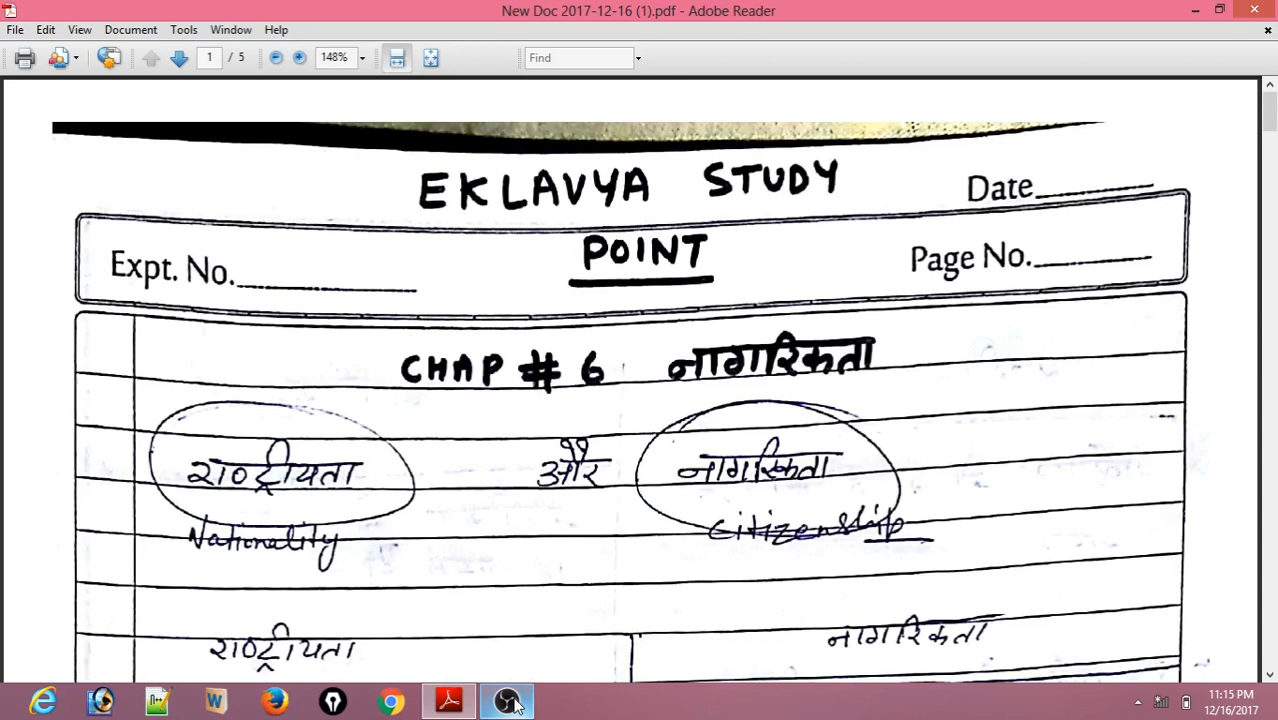 New Doc 2017-12-16 (1).pdf - Adobe Reader
File Edit View Document Tools Window Help
1 / 5 148% Find
EKLAVYA STUDY Date
POINT
Expt. No. Page No.
CHAP # 6 नागरिकता
राष्ट्रीयता और नागरिकता
Nationality Citizenship
राष्ट्रीयता नागरिकता
11:15 PM
12/16/2017